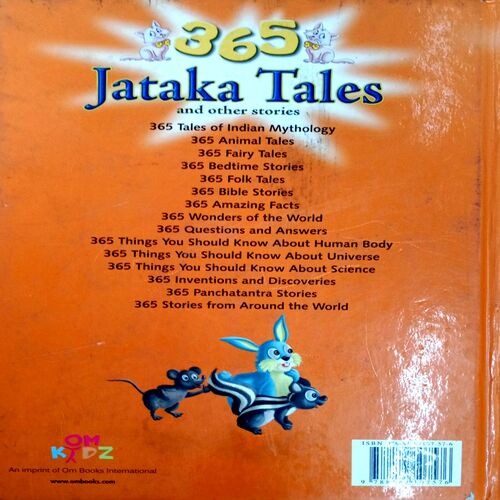 365
Jataka Tales
and other stories
365 Tales of Indian Mythology
365 Animal Tales
365 Fairy Tales
365 Bedtime Stories
365 Folk Tales
365 Bible Stories
365 Amazing Facts
365 Wonders of the World
365 Questions and Answers
365 Things You Should Know About Human Body
365 Things You Should Know About Universe
365 Things You Should Know About Science
365 Inventions and Discoveries
365 Panchatantra Stories
365 Stories from Around the World
OM
KIDZ
An imprint of Om Books International
www.ombooks.com
ISBN